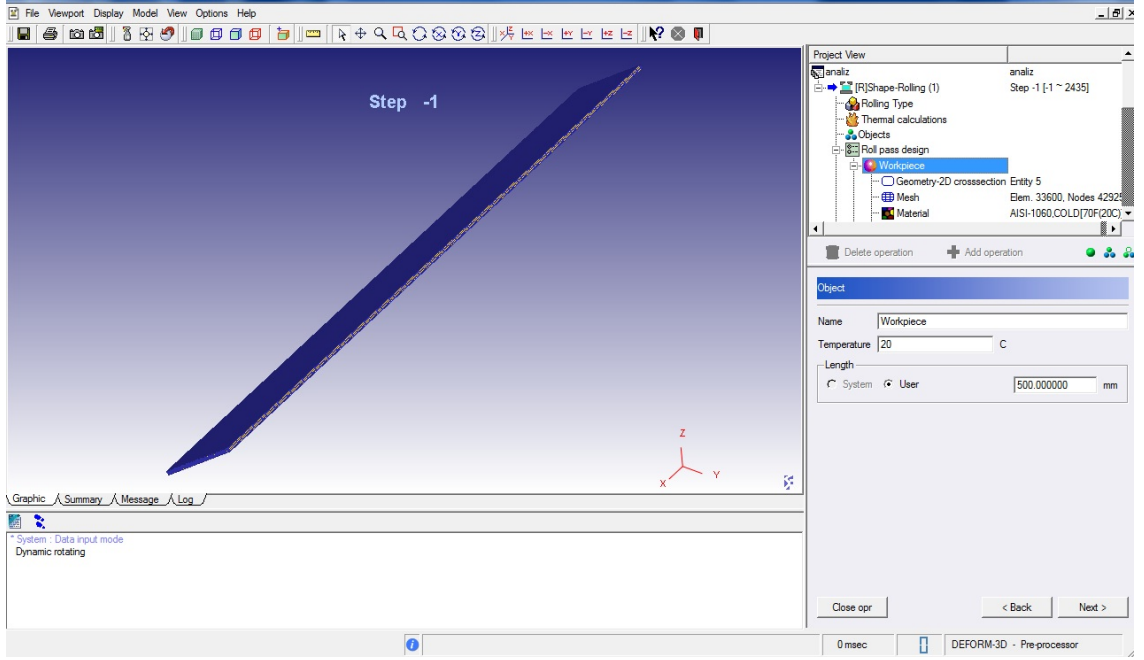 File Viewport Display Model View Options Help
Step -1
Z
X
Y
Graphic Summary Message Log
* System : Data input mode
Dynamic rotating
Project View
analiz analiz
[R]Shape-Rolling (1) Step -1 [-1 ~ 2435]
Rolling Type
Thermal calculations
Objects
Roll pass design
Workpiece
Geometry-2D crosssection Entity 5
Mesh Elem. 33600, Nodes 42925
Material AISI-1060,COLD[70F(20C)
Delete operation Add operation
Object
Name Workpiece
Temperature 20 C
Length
System User 500.000000 mm
Close opr < Back Next >
0 msec DEFORM-3D - Pre-processor